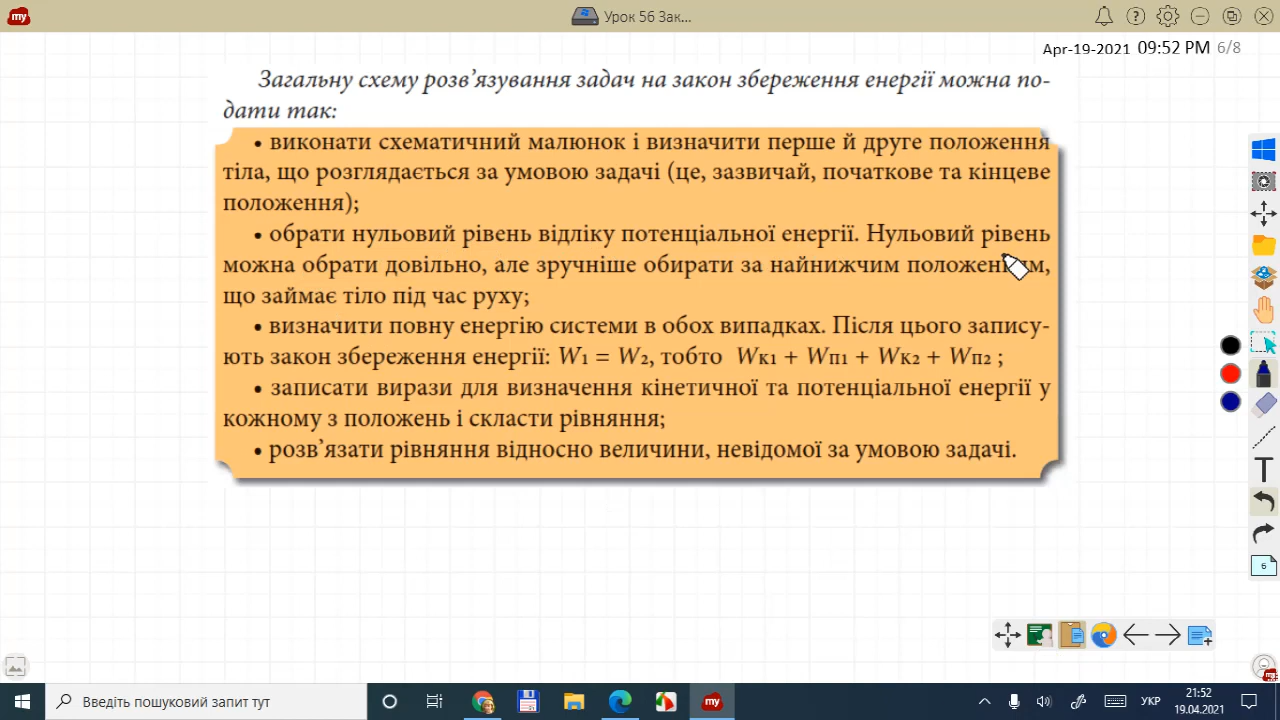 my
Урок 56 Зак...
Apr-19-2021 09:52 PM 6/8
Загальну схему розв’язування задач на закон збереження енергії можна по-
дати так:
• виконати схематичний малюнок і визначити перше й друге положення
тіла, що розглядається за умовою задачі (це, зазвичай, початкове та кінцеве
положення);
• обрати нульовий рівень відліку потенціальної енергії. Нульовий рівень
можна обрати довільно, але зручніше обирати за найнижчим положенням,
що займає тіло під час руху;
• визначити повну енергію системи в обох випадках. Після цього запису-
ють закон збереження енергії: W1 = W2, тобто Wк1 + Wп1 + Wк2 + Wп2 ;
• записати вирази для визначення кінетичної та потенціальної енергії у
кожному з положень і скласти рівняння;
• розв’язати рівняння відносно величини, невідомої за умовою задачі.
T
6
Введіть пошуковий запит тут
my
УКР
21:52
19.04.2021